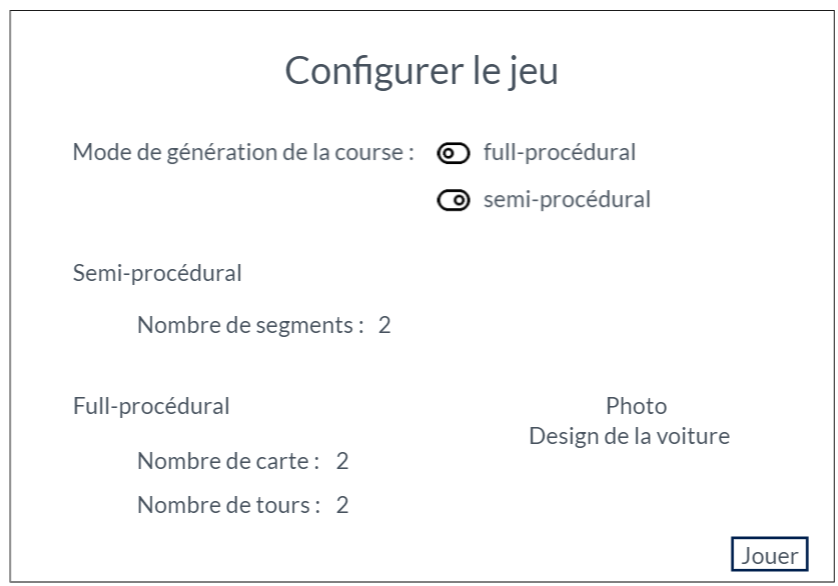 Configurer le jeu
Mode de génération de la course : full-procédural
semi-procédural
Semi-procédural
Nombre de segments : 2
Full-procédural
Photo
Design de la voiture
Nombre de carte : 2
Nombre de tours : 2
Jouer